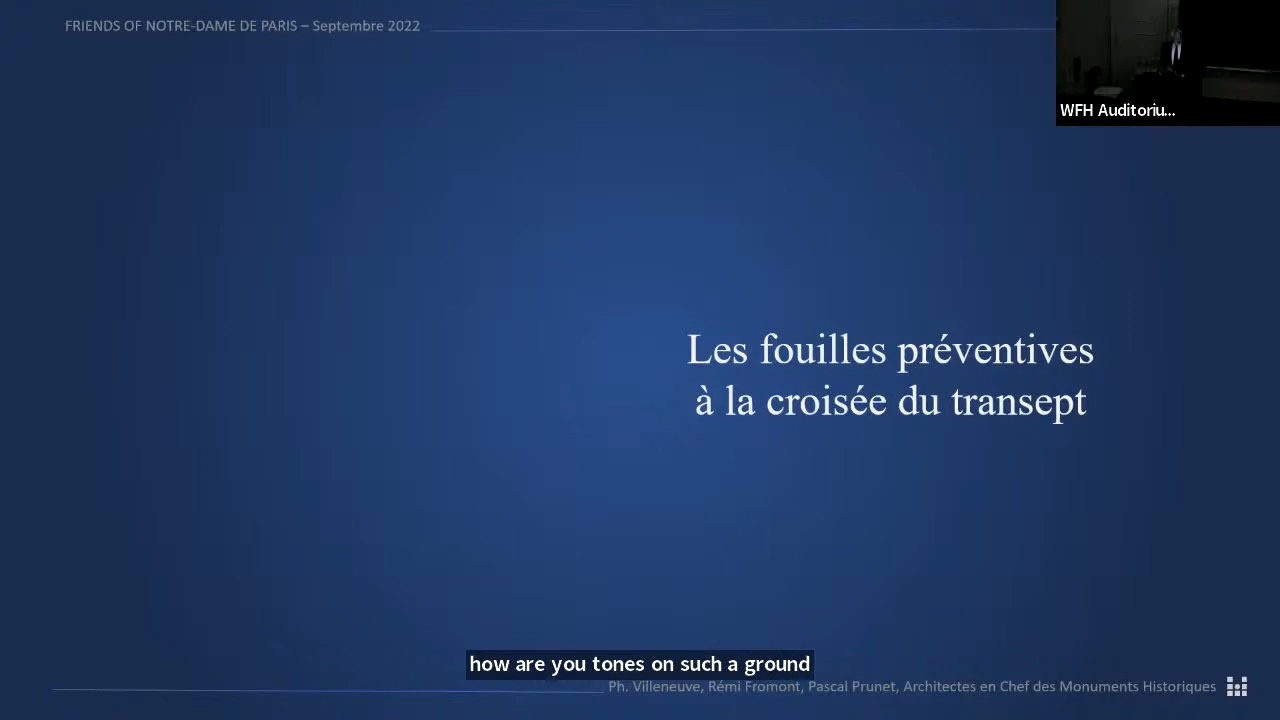 FRIENDS OF NOTRE-DAME DE PARIS – Septembre 2022
WFH Auditoriu...
Les fouilles préventives
à la croisée du transept
how are you tones on such a ground
Ph. Villeneuve, Rémi Fromont, Pascal Prunet, Architectes en Chef des Monuments Historiques